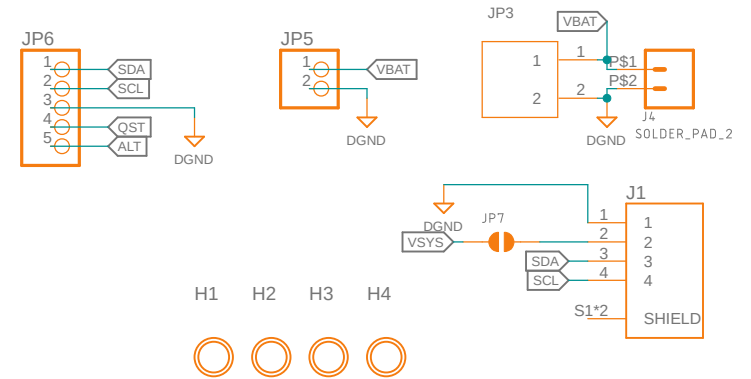 JP6
1 SDA
2 SCL
3
4 QST
5 ALT
DGND
JP5
1 VBAT
2
DGND
JP3
VBAT
1 1 P$1
2 2 P$2
DGND
J4
SOLDER_PAD_2
J1
DGND
JP7
VSYS
1 1
2 2
SDA 3 3
SCL 4 4
S1*2 SHIELD
H1 H2 H3 H4